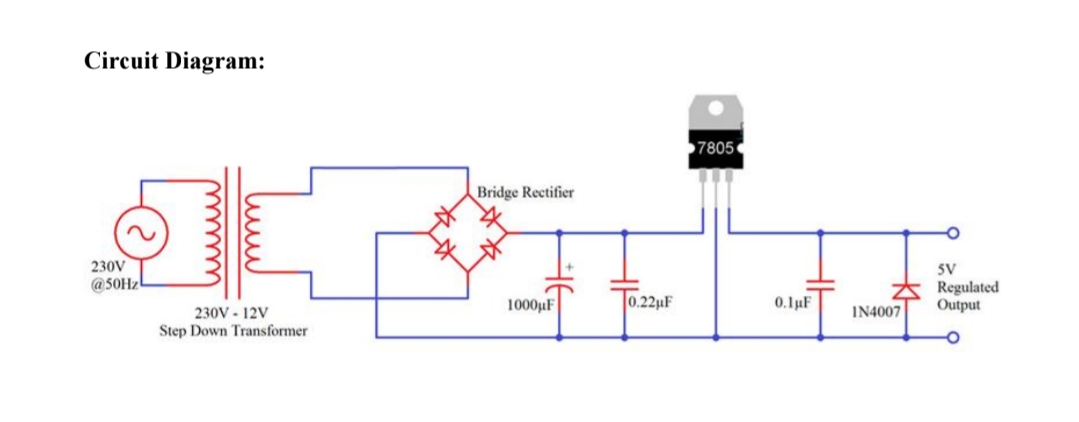 Circuit Diagram:
7805
Bridge Rectifier
230V
@50Hz
230V - 12V
Step Down Transformer
+
1000µF
0.22µF
0.1µF
1N4007
5V
Regulated
Output